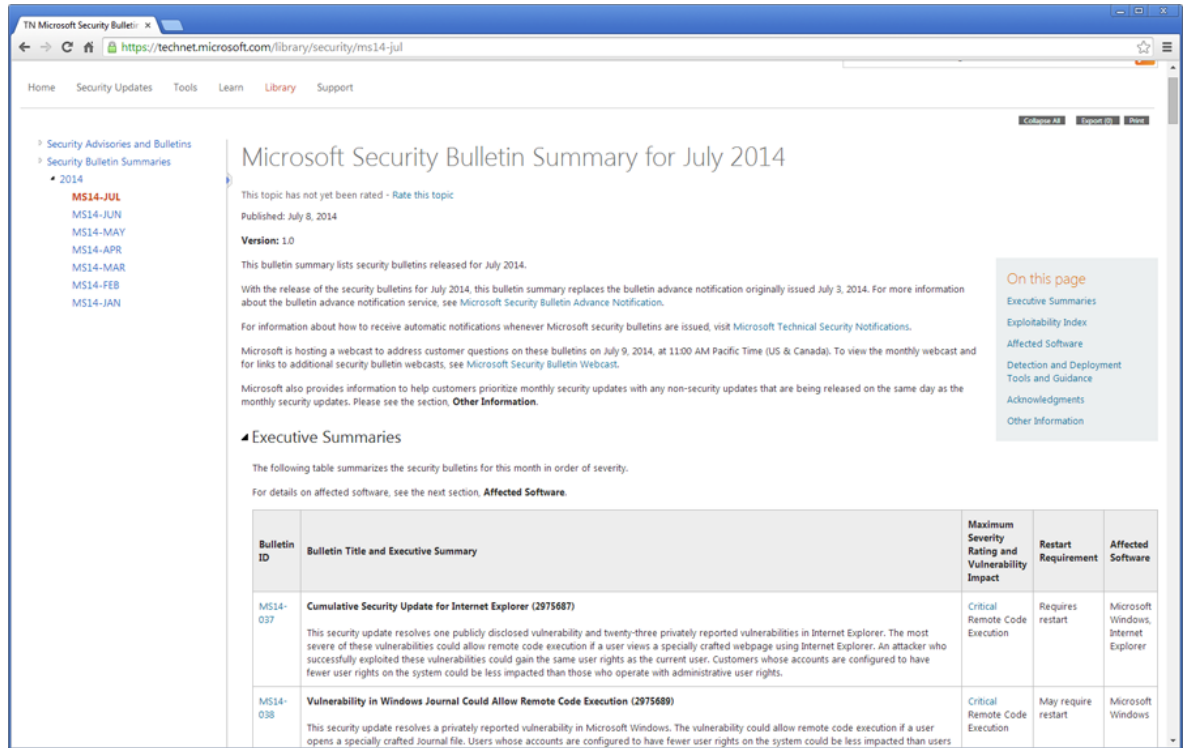 TN Microsoft Security Bulletin
https://technet.microsoft.com/library/security/ms14-jul
Home Security Updates Tools Learn Library Support
Collapse All Export (0) Print
Security Advisories and Bulletins
Security Bulletin Summaries
2014
MS14-JUL
MS14-JUN
MS14-MAY
MS14-APR
MS14-MAR
MS14-FEB
MS14-JAN
Microsoft Security Bulletin Summary for July 2014
This topic has not yet been rated - Rate this topic
Published: July 8, 2014
Version: 1.0
This bulletin summary lists security bulletins released for July 2014.
With the release of the security bulletins for July 2014, this bulletin summary replaces the bulletin advance notification originally issued July 3, 2014. For more information
about the bulletin advance notification service, see Microsoft Security Bulletin Advance Notification.
For information about how to receive automatic notifications whenever Microsoft security bulletins are issued, visit Microsoft Technical Security Notifications.
Microsoft is hosting a webcast to address customer questions on these bulletins on July 9, 2014, at 11:00 AM Pacific Time (US & Canada). To view the monthly webcast and
for links to additional security bulletin webcasts, see Microsoft Security Bulletin Webcast.
Microsoft also provides information to help customers prioritize monthly security updates with any non-security updates that are being released on the same day as the
monthly security updates. Please see the section, Other Information.
On this page
Executive Summaries
Exploitability Index
Affected Software
Detection and Deployment
Tools and Guidance
Acknowledgments
Other Information
Executive Summaries
The following table summarizes the security bulletins for this month in order of severity.
For details on affected software, see the next section, Affected Software.
Bulletin
ID
Bulletin Title and Executive Summary
Maximum
Severity
Rating and
Vulnerability
Impact
Restart
Requirement
Affected
Software
MS14-
037
Cumulative Security Update for Internet Explorer (2975687)
This security update resolves one publicly disclosed vulnerability and twenty-three privately reported vulnerabilities in Internet Explorer. The most
severe of these vulnerabilities could allow remote code execution if a user views a specially crafted webpage using Internet Explorer. An attacker who
successfully exploited these vulnerabilities could gain the same user rights as the current user. Customers whose accounts are configured to have
fewer user rights on the system could be less impacted than those who operate with administrative user rights.
Critical
Remote Code
Execution
Requires
restart
Microsoft
Windows,
Internet
Explorer
MS14-
038
Vulnerability in Windows Journal Could Allow Remote Code Execution (2975689)
This security update resolves a privately reported vulnerability in Microsoft Windows. The vulnerability could allow remote code execution if a user
opens a specially crafted Journal file. Users whose accounts are configured to have fewer user rights on the system could be less impacted than users
Critical
Remote Code
Execution
May require
restart
Microsoft
Windows